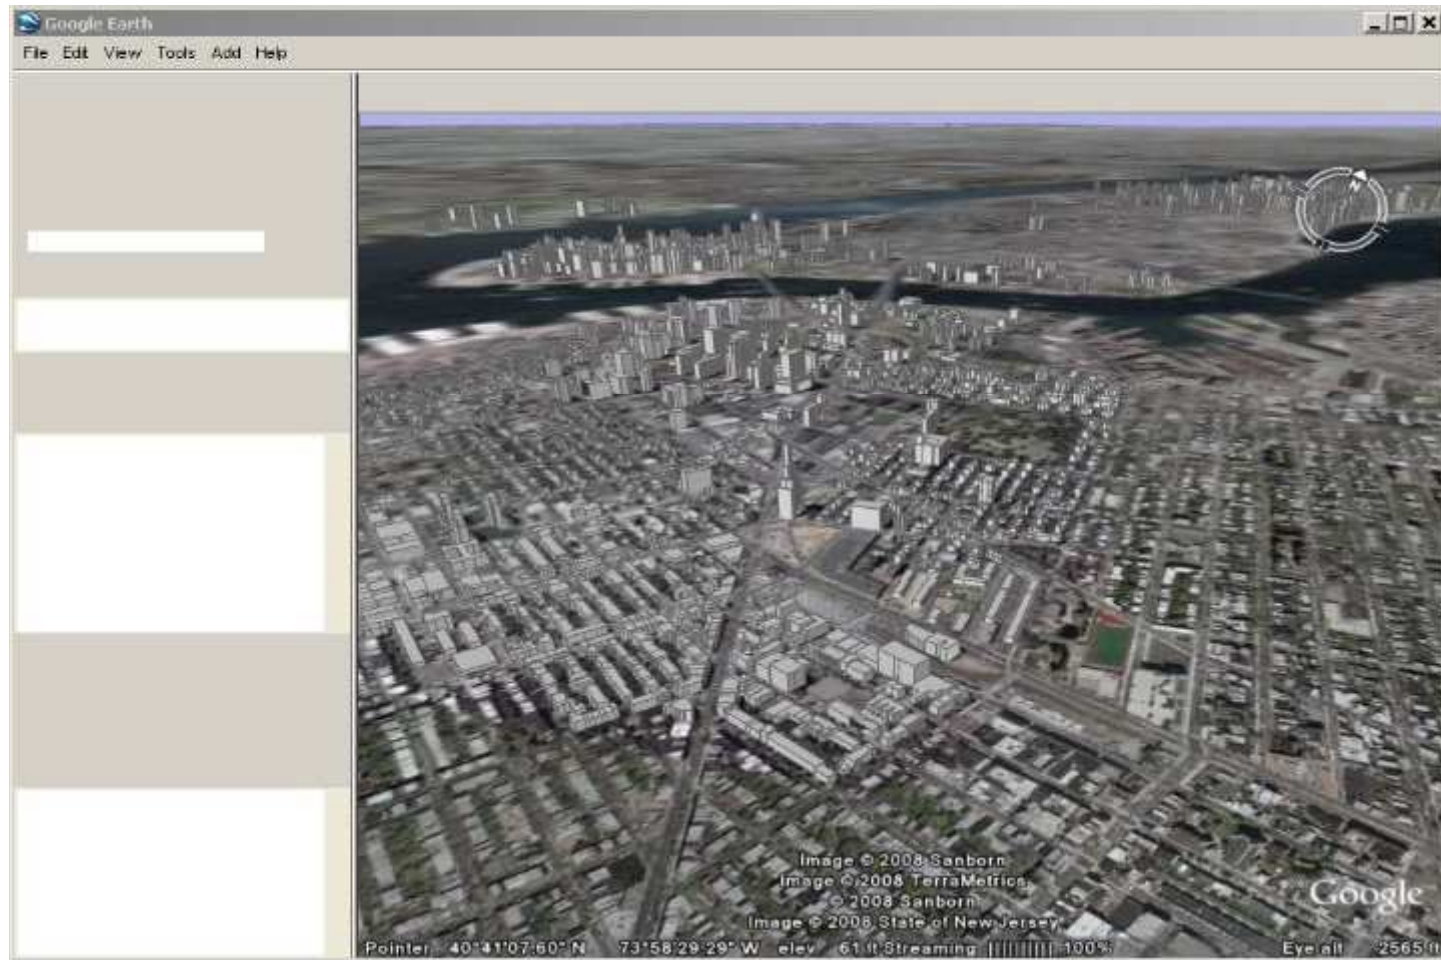 Google Earth
File Edit View Tools Add Help
N
Image © 2008 Sanborn
Image © 2008 TerraMetrics
© 2008 Sanborn
Image © 2008 State of New Jersey
Google
Pointer 40°41'07.60" N 73°58'29.29" W elev 61 ft Streaming ||||||||| 100% Eye alt 2565 ft